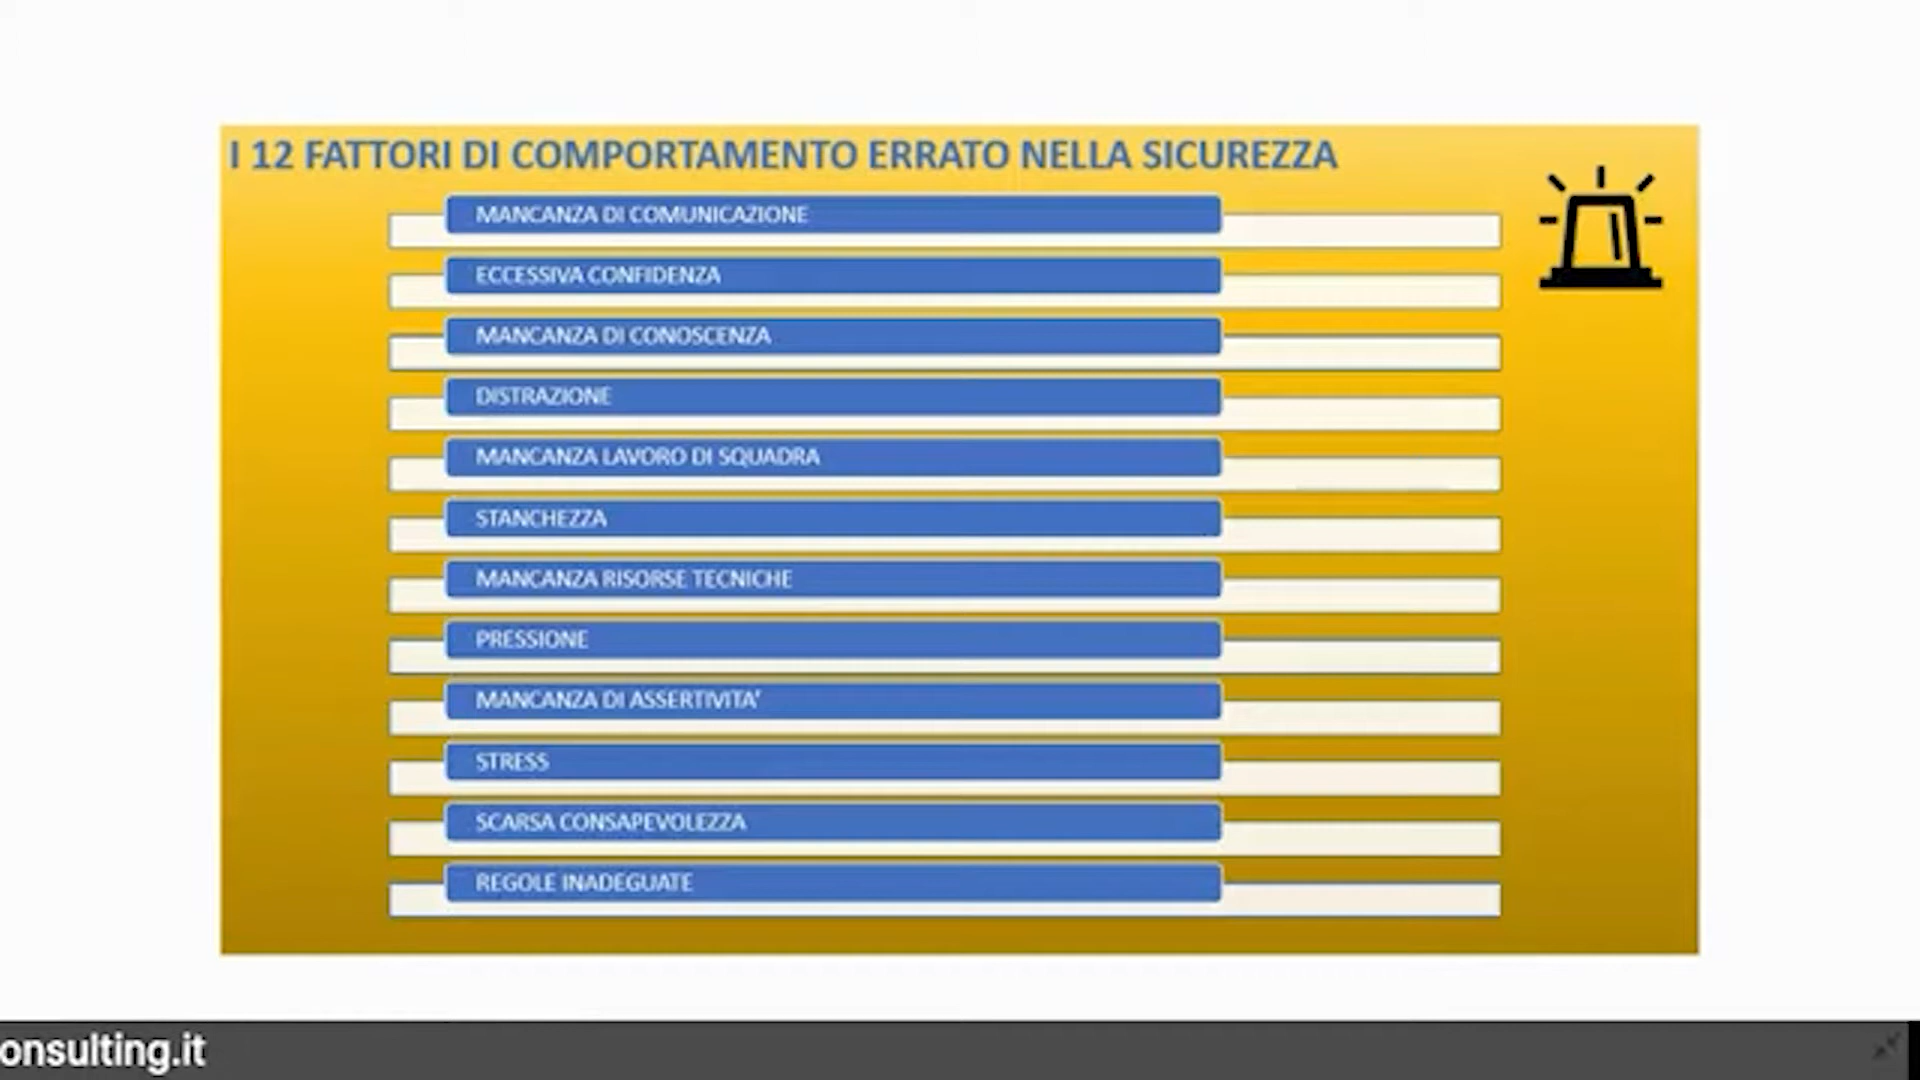 I 12 FATTORI DI COMPORTAMENTO ERRATO NELLA SICUREZZA
MANCANZA DI COMUNICAZIONE
ECCESSIVA CONFIDENZA
MANCANZA DI CONOSCENZA
DISTRAZIONE
MANCANZA LAVORO DI SQUADRA
STANCHEZZA
MANCANZA RISORSE TECNICHE
PRESSIONE
MANCANZA DI ASSERTIVITA'
STRESS
SCARSA CONSAPEVOLEZZA
REGOLE INADEGUATE
onsulting.it